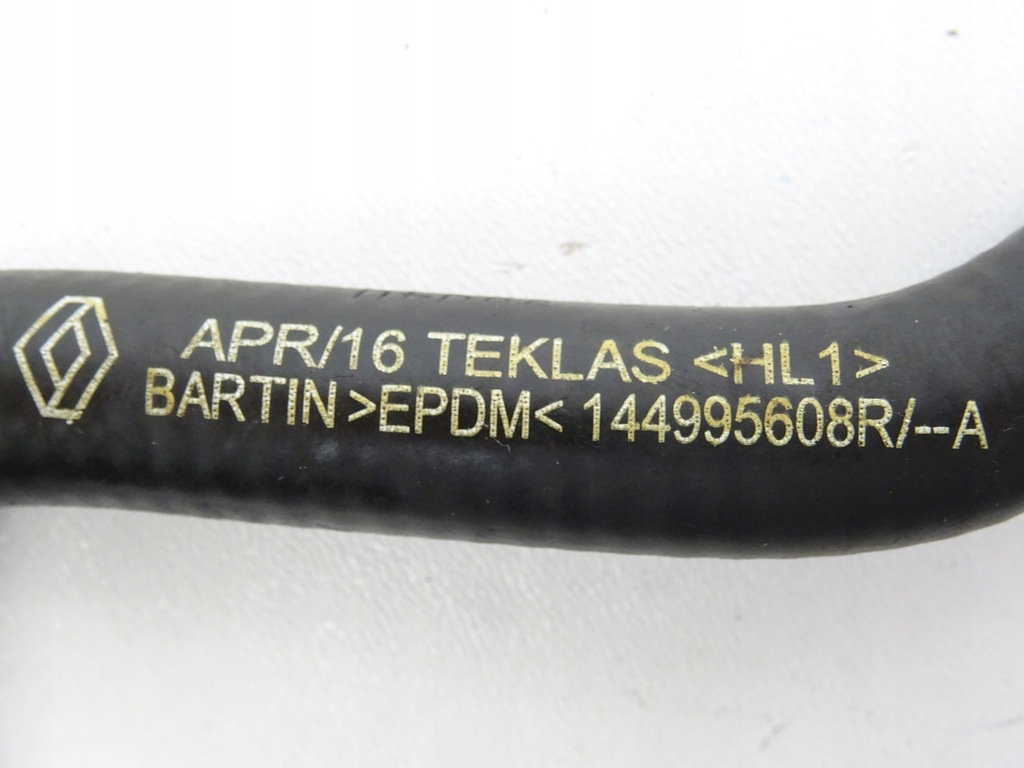 APR/16 TEKLAS <HL1>
BARTIN >EPDM< 144995608R/--A